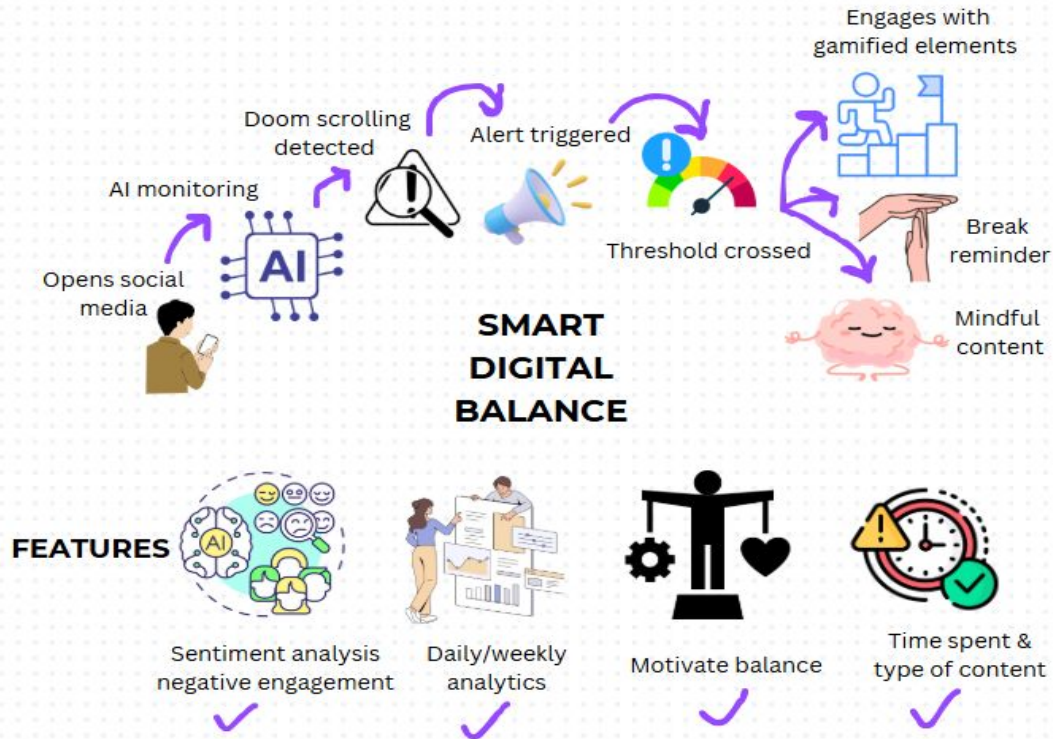 Opens social
media
AI monitoring
AI
Doom scrolling
detected
Alert triggered
Threshold crossed
Engages with
gamified elements
Break
reminder
Mindful
content
SMART
DIGITAL
BALANCE
FEATURES
AI
Sentiment analysis
negative engagement
Daily/weekly
analytics
Motivate balance
Time spent &
type of content